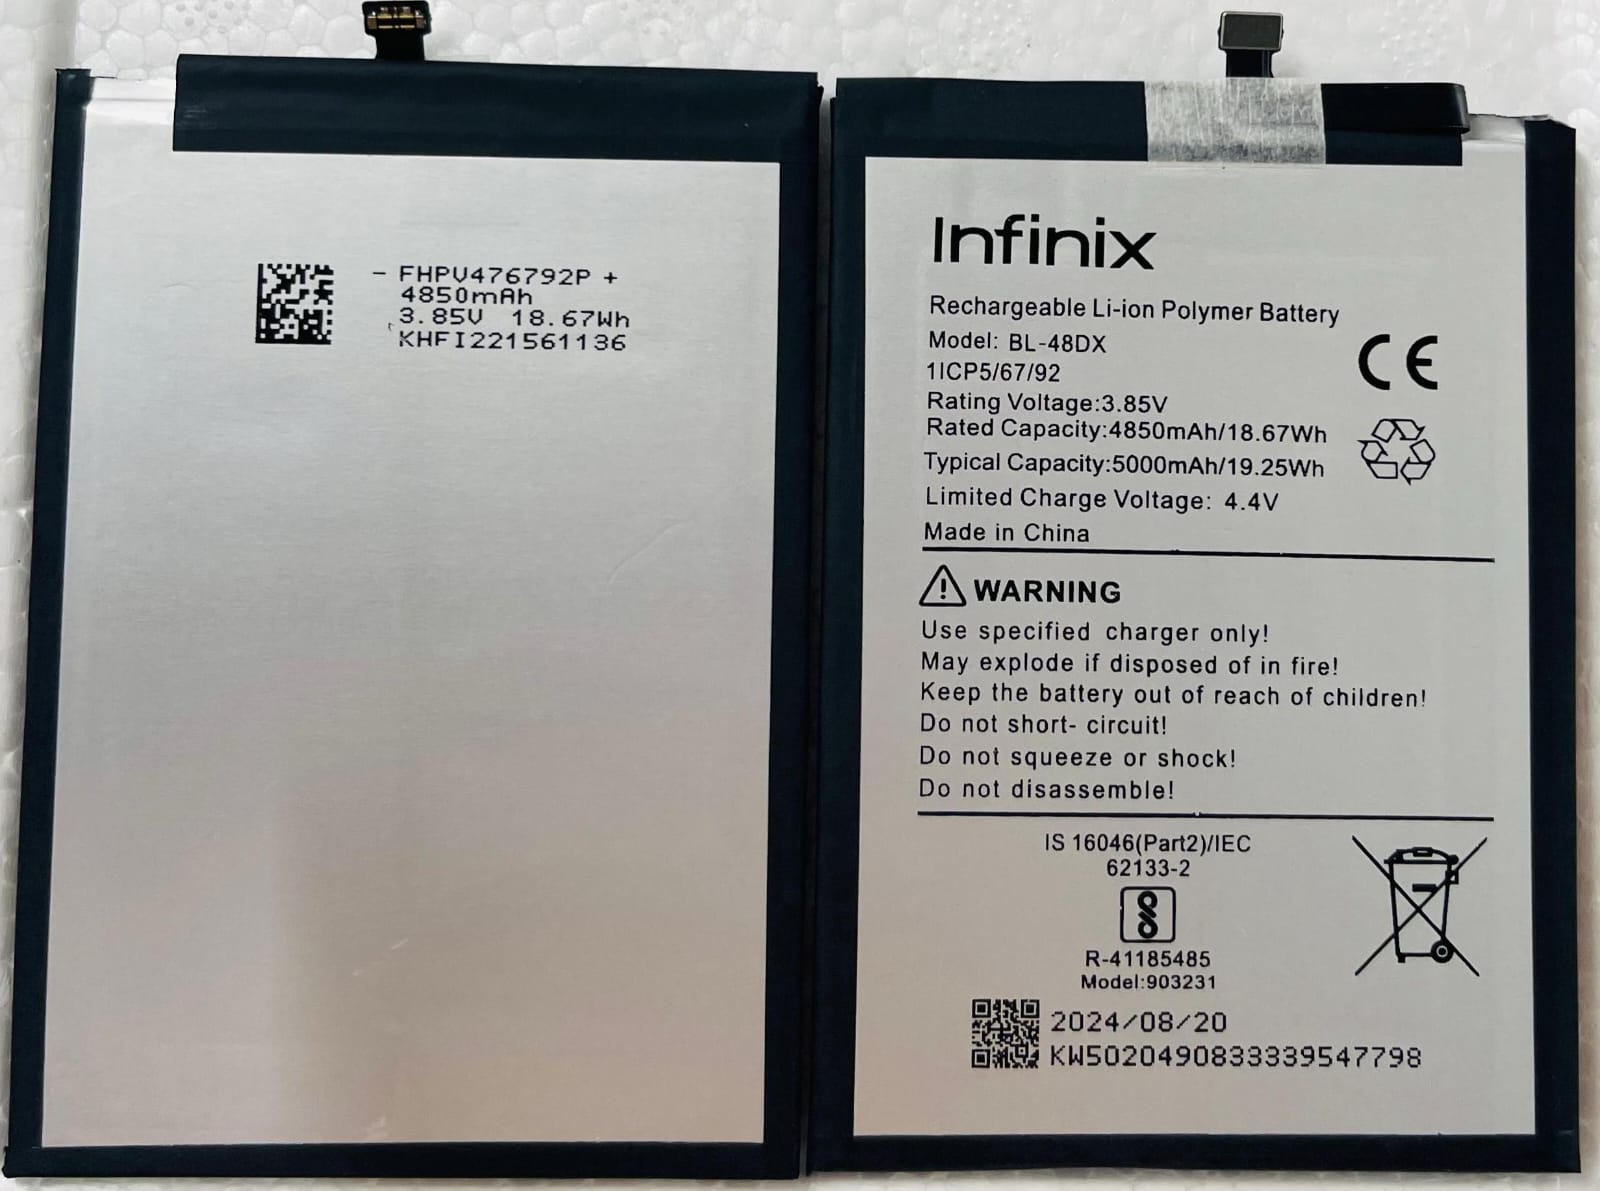 - FHPV476792P +
4850mAh
3.85V 18.67Wh
KHFI221561136
Infinix
Rechargeable Li-ion Polymer Battery
Model: BL-48DX
1ICP5/67/92
Rating Voltage:3.85V
Rated Capacity:4850mAh/18.67Wh
Typical Capacity:5000mAh/19.25Wh
Limited Charge Voltage: 4.4V
Made in China
CE
WARNING
Use specified charger only!
May explode if disposed of in fire!
Keep the battery out of reach of children!
Do not short- circuit!
Do not squeeze or shock!
Do not disassemble!
IS 16046(Part2)/IEC
62133-2
R-41185485
Model:903231
2024/08/20
KW5020490833339547798